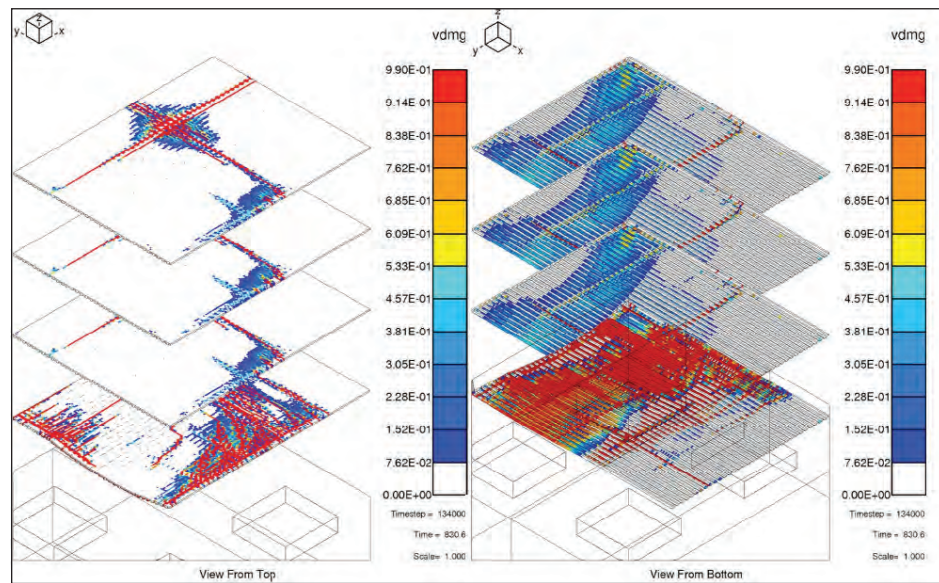 z
y
x
vdmg
9.90E-01
9.14E-01
8.38E-01
7.62E-01
6.85E-01
6.09E-01
5.33E-01
4.57E-01
3.81E-01
3.05E-01
2.28E-01
1.52E-01
7.62E-02
0.00E+00
Timestep = 134000
Time = 830.6
Scale= 1.000
View From Top
z
y
x
vdmg
9.90E-01
9.14E-01
8.38E-01
7.62E-01
6.85E-01
6.09E-01
5.33E-01
4.57E-01
3.81E-01
3.05E-01
2.28E-01
1.52E-01
7.62E-02
0.00E+00
Timestep = 134000
Time = 830.6
Scale= 1.000
View From Bottom